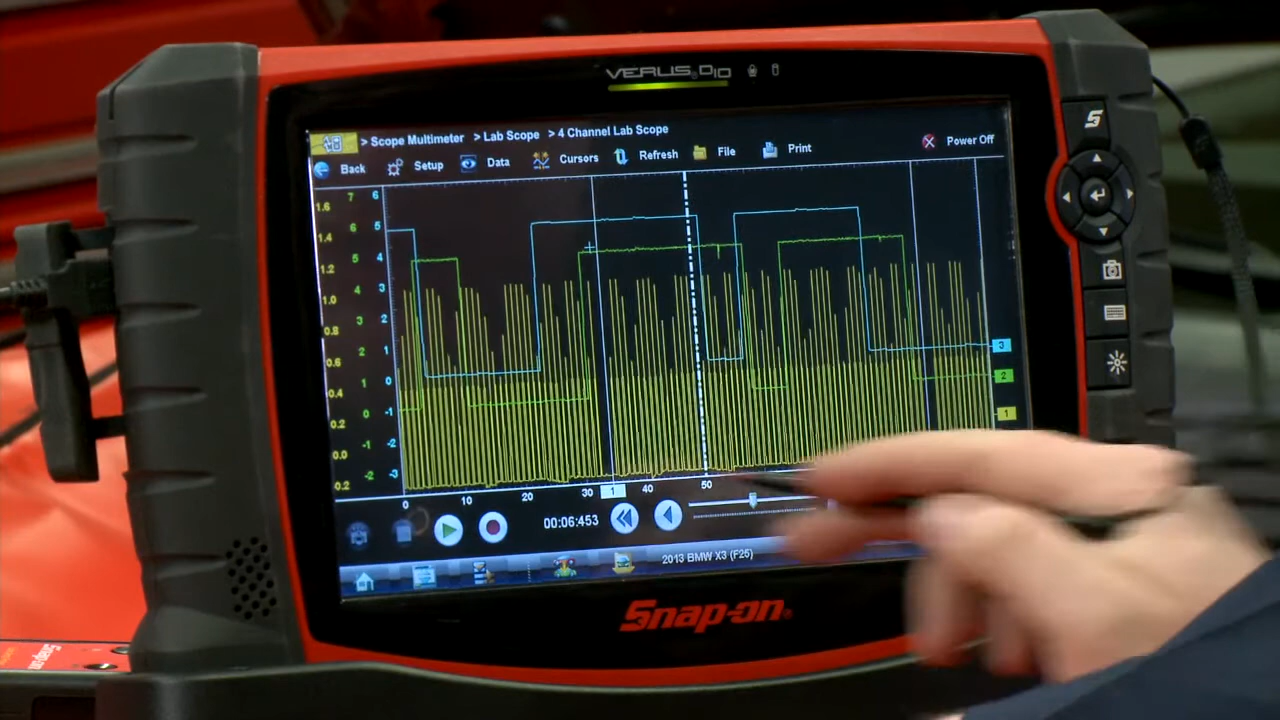 VERUS D10
> Scope Multimeter > Lab Scope > 4 Channel Lab Scope
Back Setup Data Cursors Refresh File Print Power Off
1.6 7 6
1.4 6 5
1.2 5 4
1.0 4 3
0.8 3 2
0.6 2 1
0.4 1 0
0.2 0 -1
0.0 -1 -2
0.2 -2 -3
3
2
1
0 10 20 30 1 40 50
00:06:453
2013 BMW X3 (F25)
Snap-on
Snap-on
S